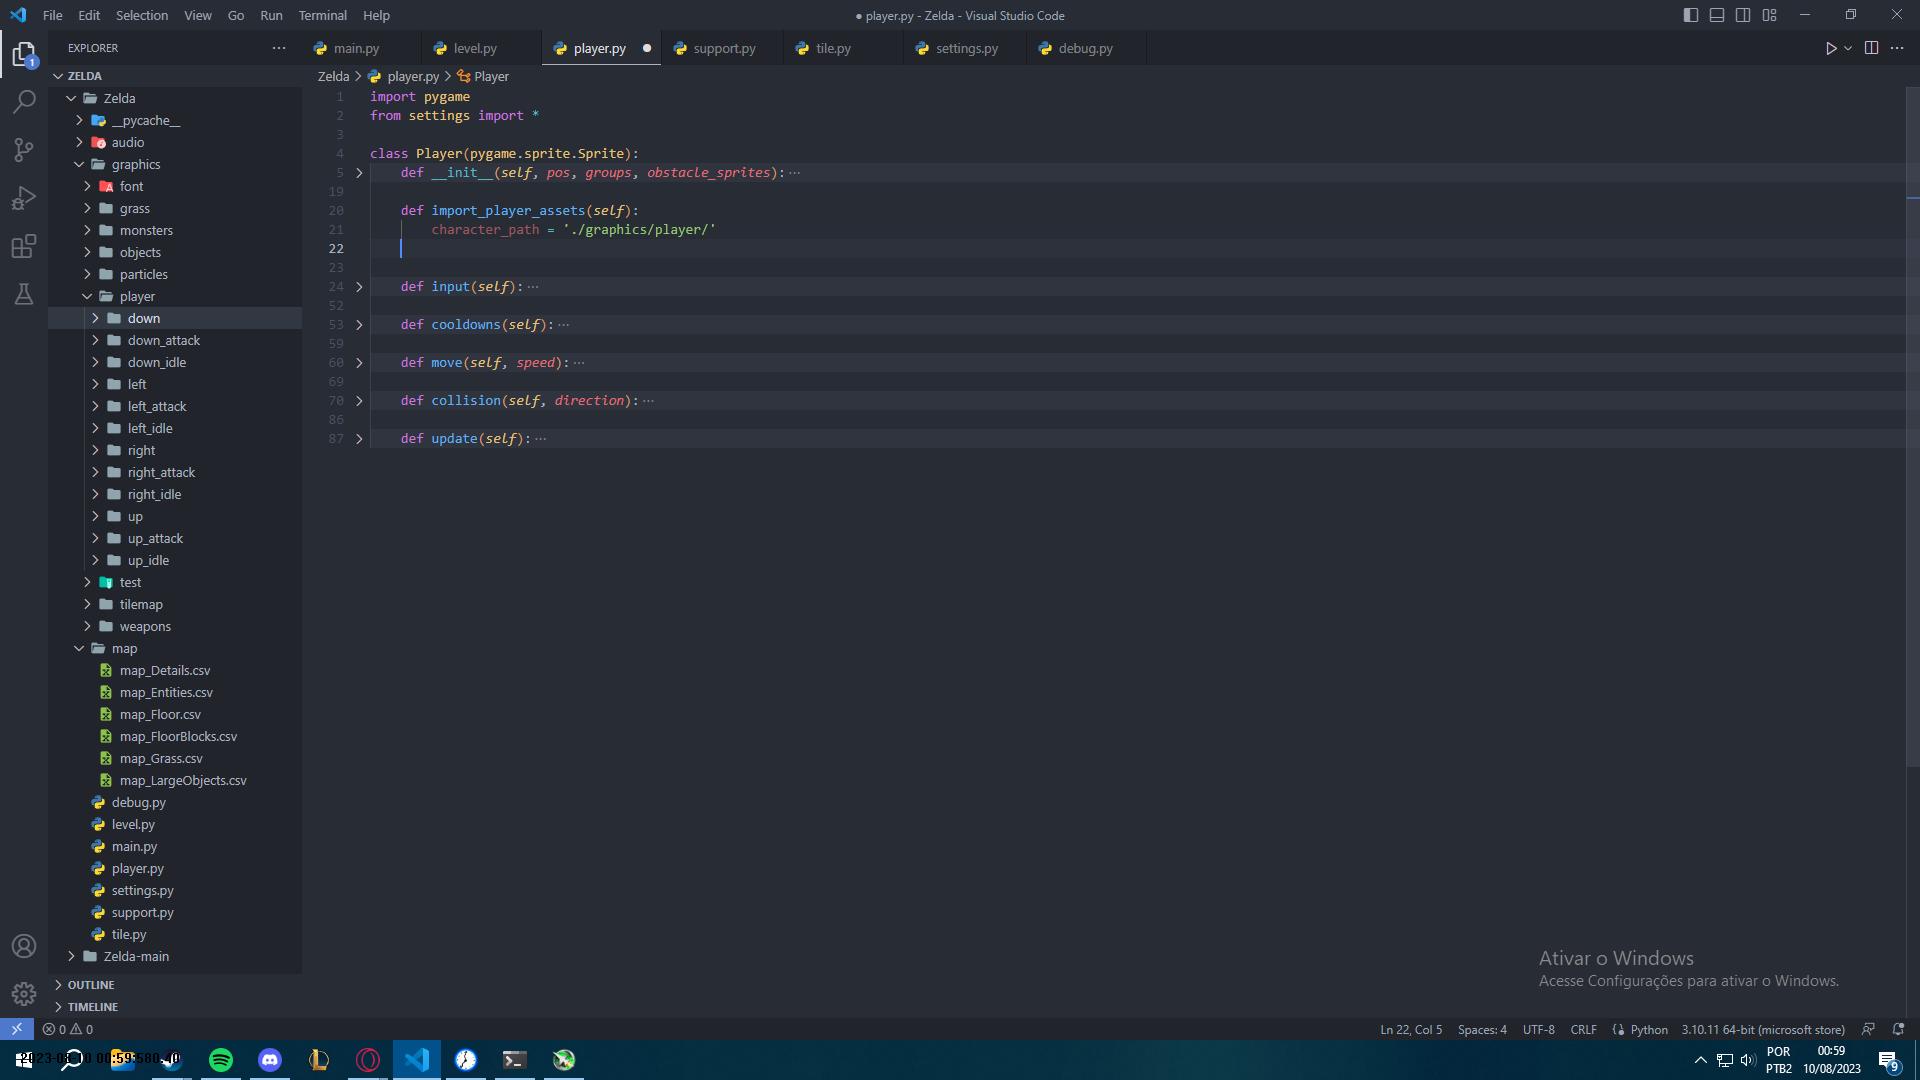 File Edit Selection View Go Run Terminal Help
● player.py - Zelda - Visual Studio Code
EXPLORER
main.py level.py player.py support.py tile.py settings.py debug.py
ZELDA
Zelda > player.py > Player
Zelda
__pycache__
audio
graphics
font
grass
monsters
objects
particles
player
down
down_attack
down_idle
left
left_attack
left_idle
right
right_attack
right_idle
up
up_attack
up_idle
test
tilemap
weapons
map
map_Details.csv
map_Entities.csv
map_Floor.csv
map_FloorBlocks.csv
map_Grass.csv
map_LargeObjects.csv
debug.py
level.py
main.py
player.py
settings.py
support.py
tile.py
Zelda-main
OUTLINE
TIMELINE
1 import pygame
2 from settings import *
3
4 class Player(pygame.sprite.Sprite):
5 def __init__(self, pos, groups, obstacle_sprites):···
19
20 def import_player_assets(self):
21 character_path = './graphics/player/'
22
23
24 def input(self):···
52
53 def cooldowns(self):···
59
60 def move(self, speed):···
69
70 def collision(self, direction):···
86
87 def update(self):···
Ativar o Windows
Acesse Configurações para ativar o Windows.
0 0
Ln 22, Col 5 Spaces: 4 UTF-8 CRLF Python 3.10.11 64-bit (microsoft store)
1
POR
PTB2
00:59
10/08/2023
9